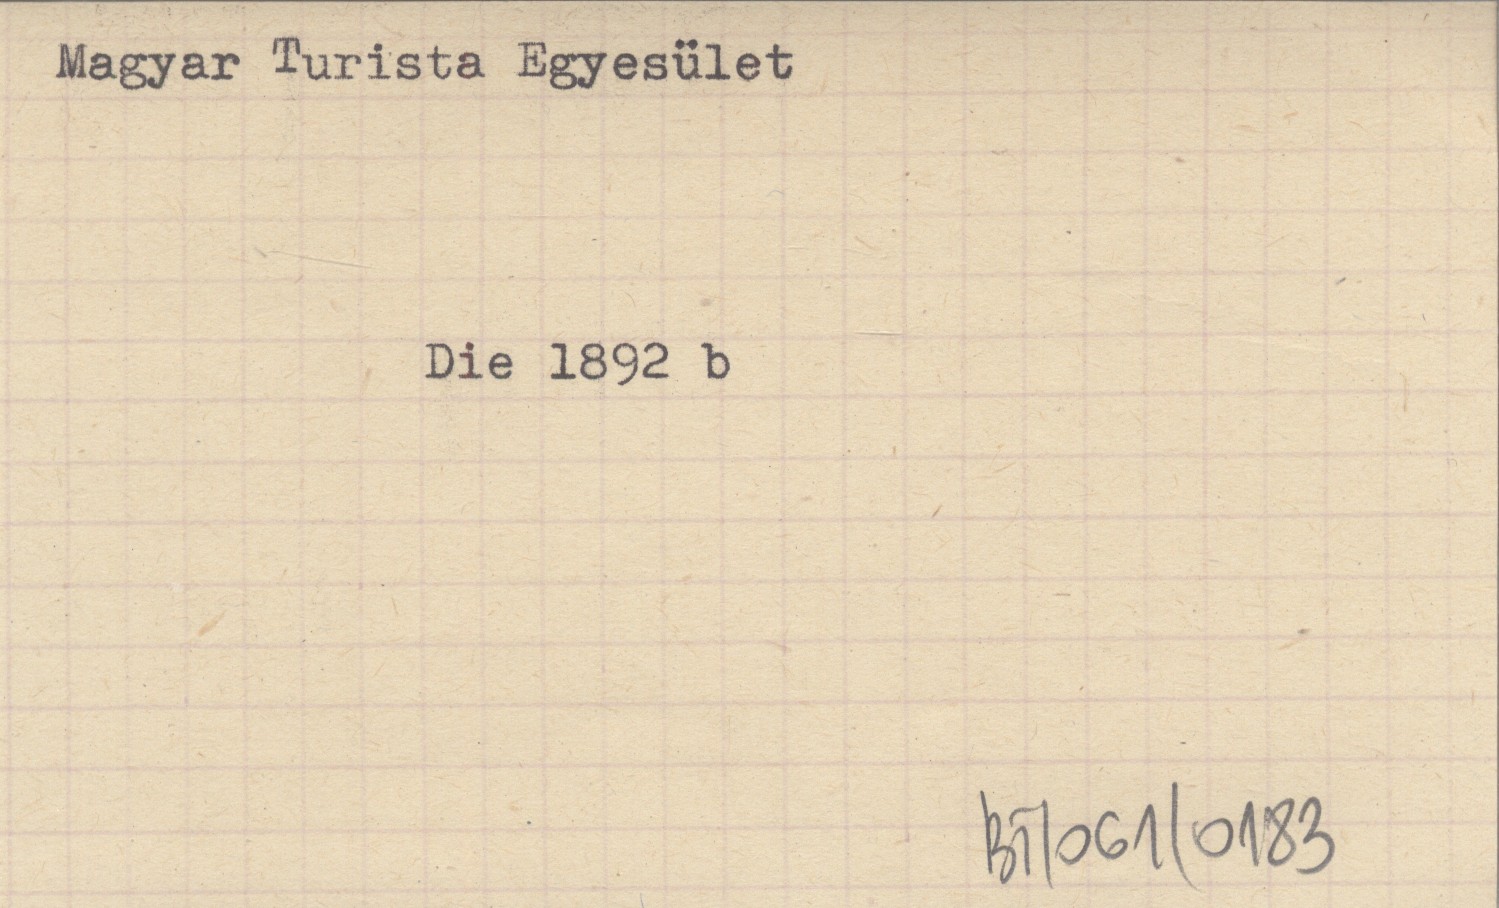 Magyar Turista Egyesület
Die 1892 b
BT/061/0183